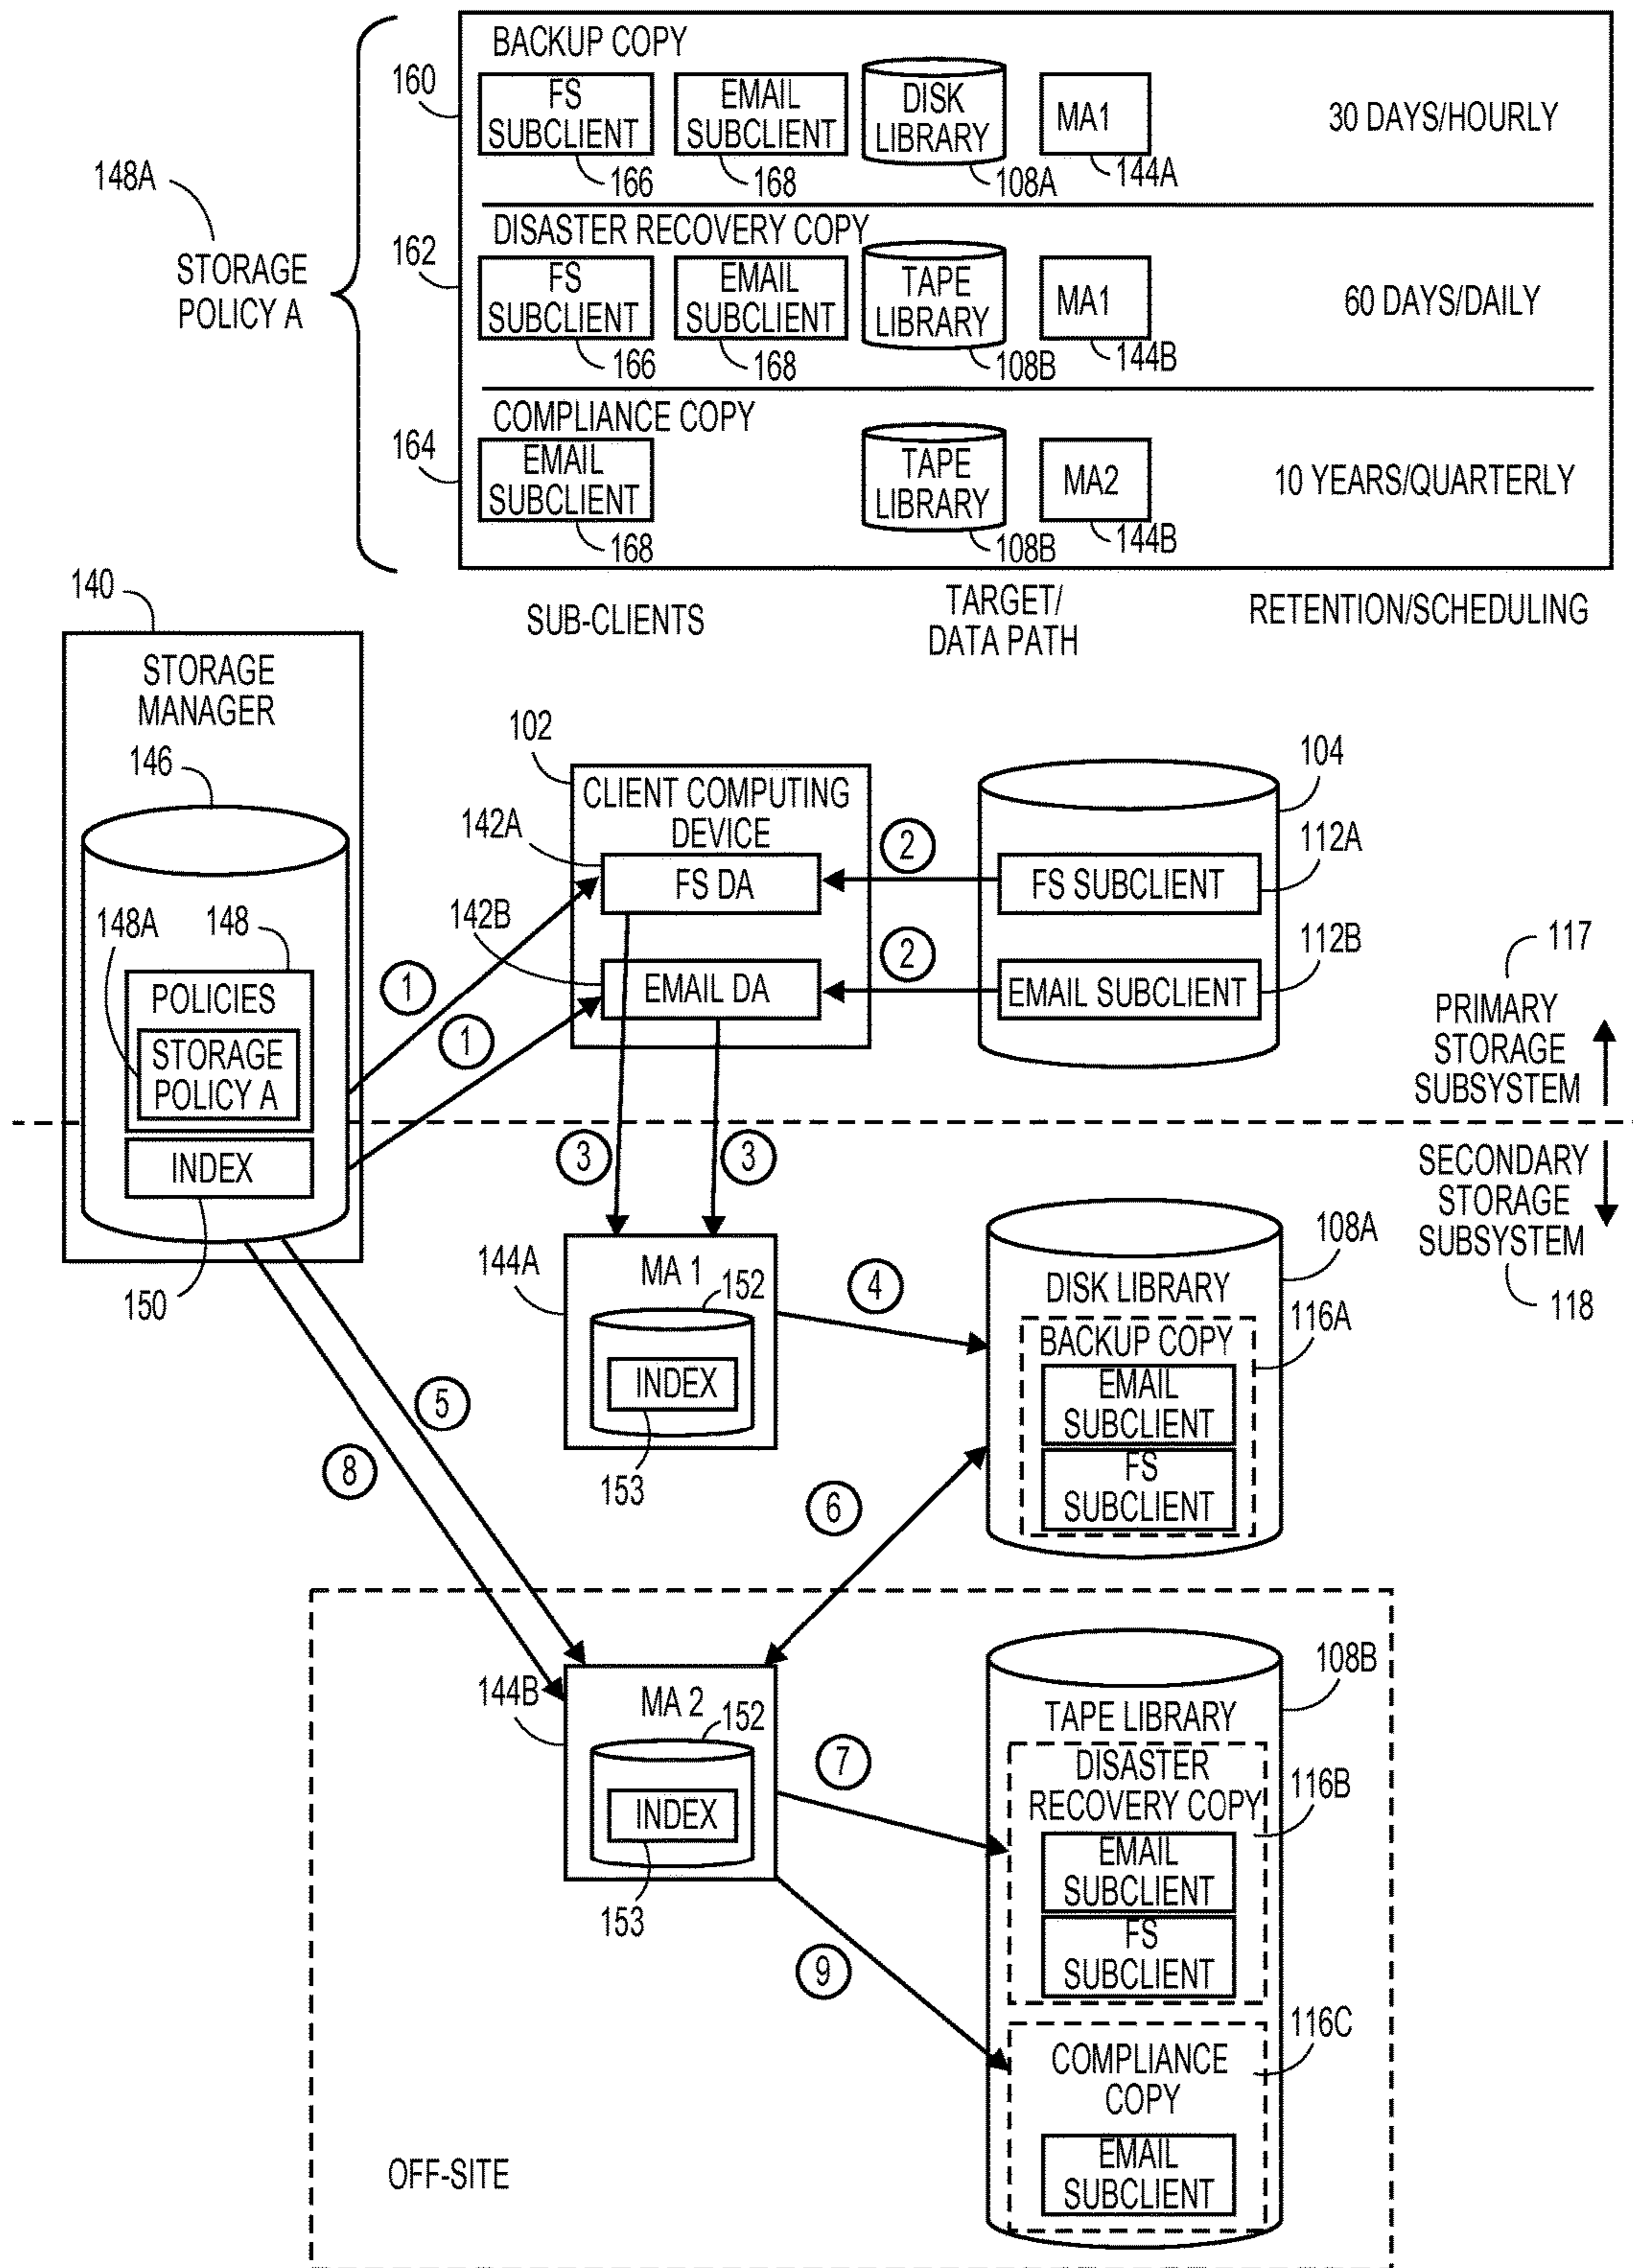 BACKUP COPY
160
FS
SUBCLIENT
166
EMAIL
SUBCLIENT
168
DISK
LIBRARY
108A
MA1
144A
30 DAYS/HOURLY
148A
STORAGE
POLICY A
DISASTER RECOVERY COPY
162
FS
SUBCLIENT
166
EMAIL
SUBCLIENT
168
TAPE
LIBRARY
108B
MA1
144B
60 DAYS/DAILY
COMPLIANCE COPY
164
EMAIL
SUBCLIENT
168
TAPE
LIBRARY
108B
MA2
144B
10 YEARS/QUARTERLY
SUB-CLIENTS
TARGET/
DATA PATH
RETENTION/SCHEDULING
140
STORAGE
MANAGER
146
148A
148
POLICIES
STORAGE
POLICY A
INDEX
150
1
1
102
CLIENT COMPUTING
DEVICE
142A
FS DA
142B
EMAIL DA
2
2
104
FS SUBCLIENT
112A
EMAIL SUBCLIENT
112B
117
PRIMARY
STORAGE
SUBSYSTEM
SECONDARY
STORAGE
SUBSYSTEM
118
3
3
144A
MA 1
152
INDEX
153
4
108A
DISK LIBRARY
BACKUP COPY
116A
EMAIL
SUBCLIENT
FS
SUBCLIENT
5
8
6
144B
MA 2
152
INDEX
153
7
9
108B
TAPE LIBRARY
DISASTER
RECOVERY COPY
116B
EMAIL
SUBCLIENT
FS
SUBCLIENT
116C
COMPLIANCE
COPY
EMAIL
SUBCLIENT
OFF-SITE